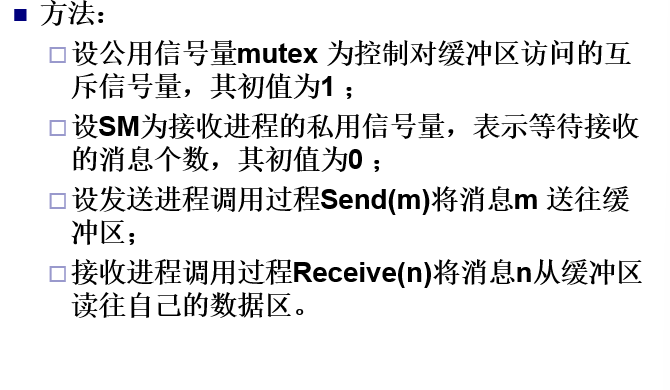 方法：
设公用信号量mutex 为控制对缓冲区访问的互
斥信号量，其初值为1 ；
设SM为接收进程的私用信号量，表示等待接收
的消息个数，其初值为0 ；
设发送进程调用过程Send(m)将消息m 送往缓
冲区；
接收进程调用过程Receive(n)将消息n从缓冲区
读往自己的数据区。